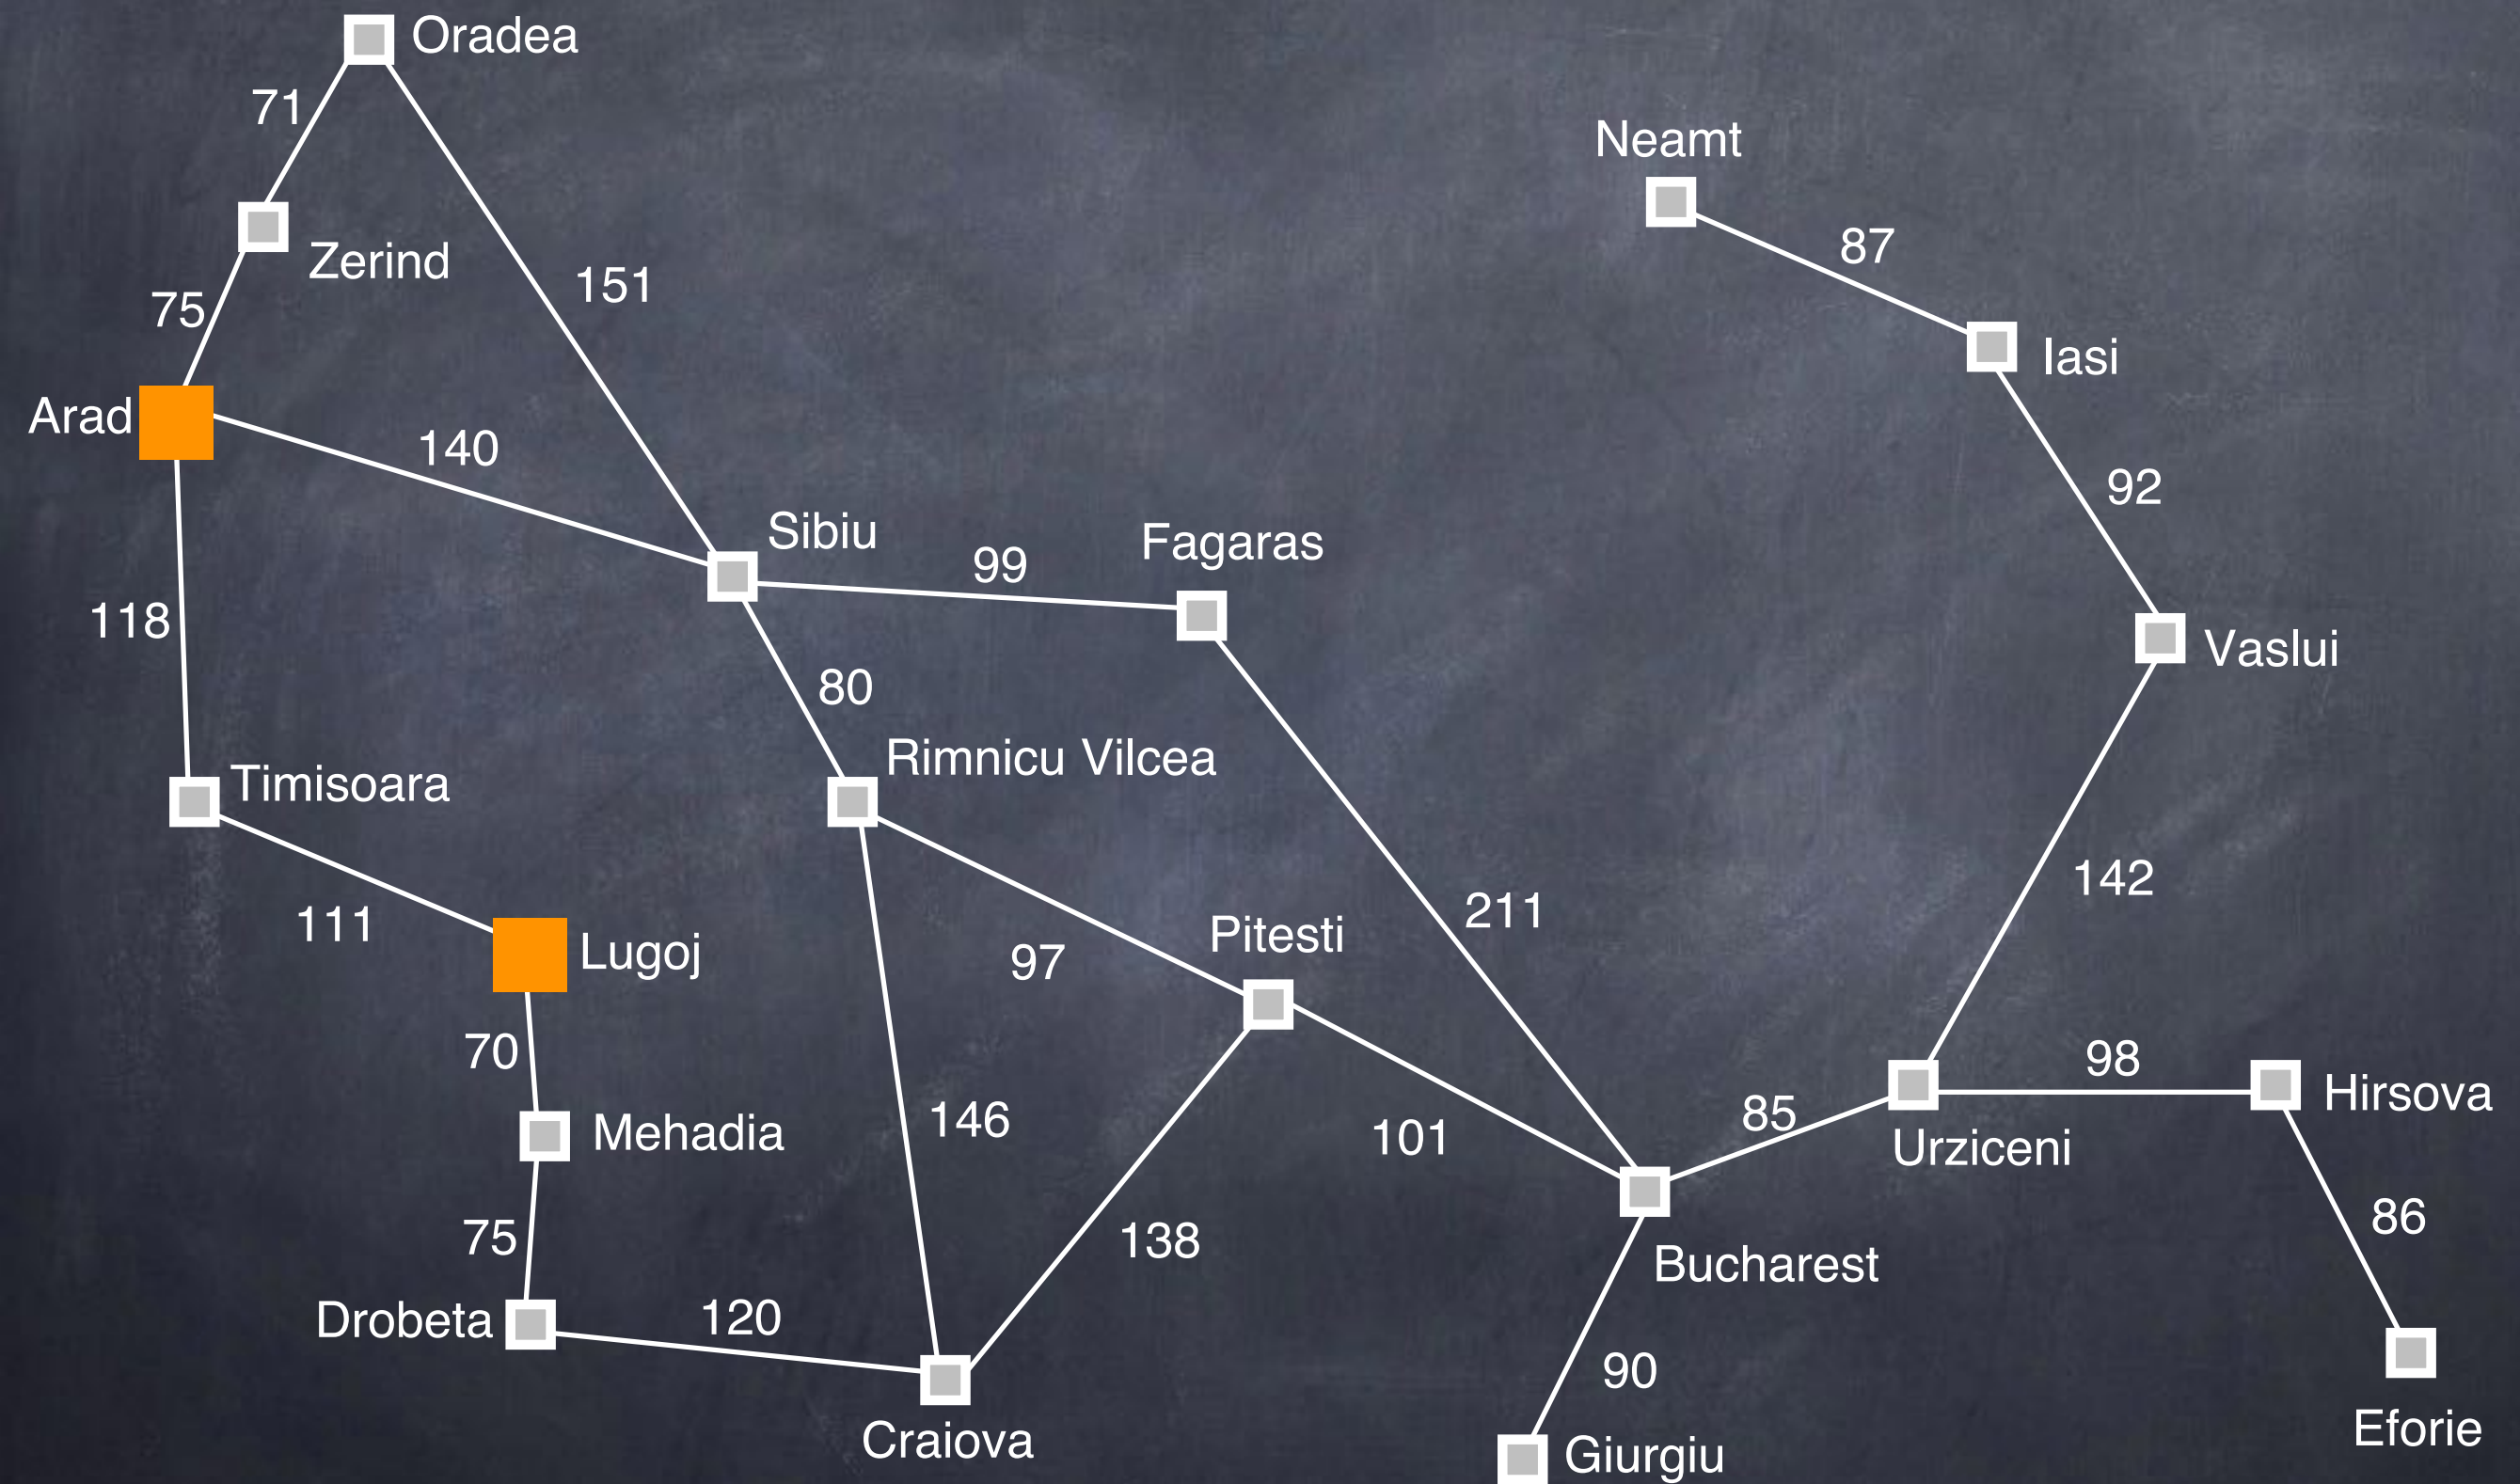 Oradea
71
Neamt
87
Zerind
151
75
Iasi
Arad
140
92
Sibiu
Fagaras
99
118
Vaslui
80
Rimnicu Vilcea
Timisoara
142
211
111
Lugoj
Pitesti
97
70
98
Hirsova
Mehadia
146
101
85
Urziceni
75
138
86
Bucharest
Drobeta
120
90
Craiova
Giurgiu
Eforie